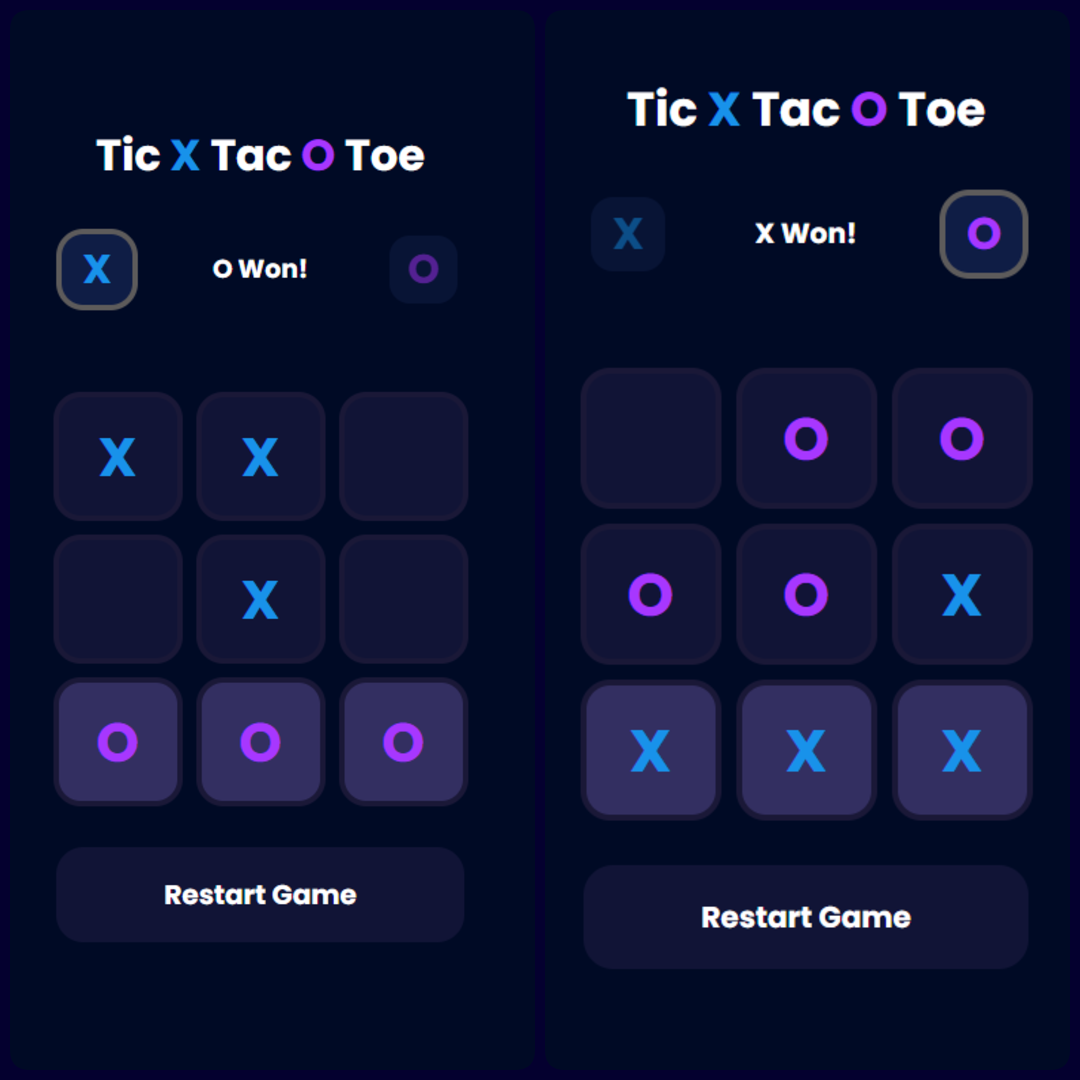 Tic X Tac O Toe
X O Won! O
X X
X
O O O
Restart Game
Tic X Tac O Toe
X X Won! O
O O
O O X
X X X
Restart Game